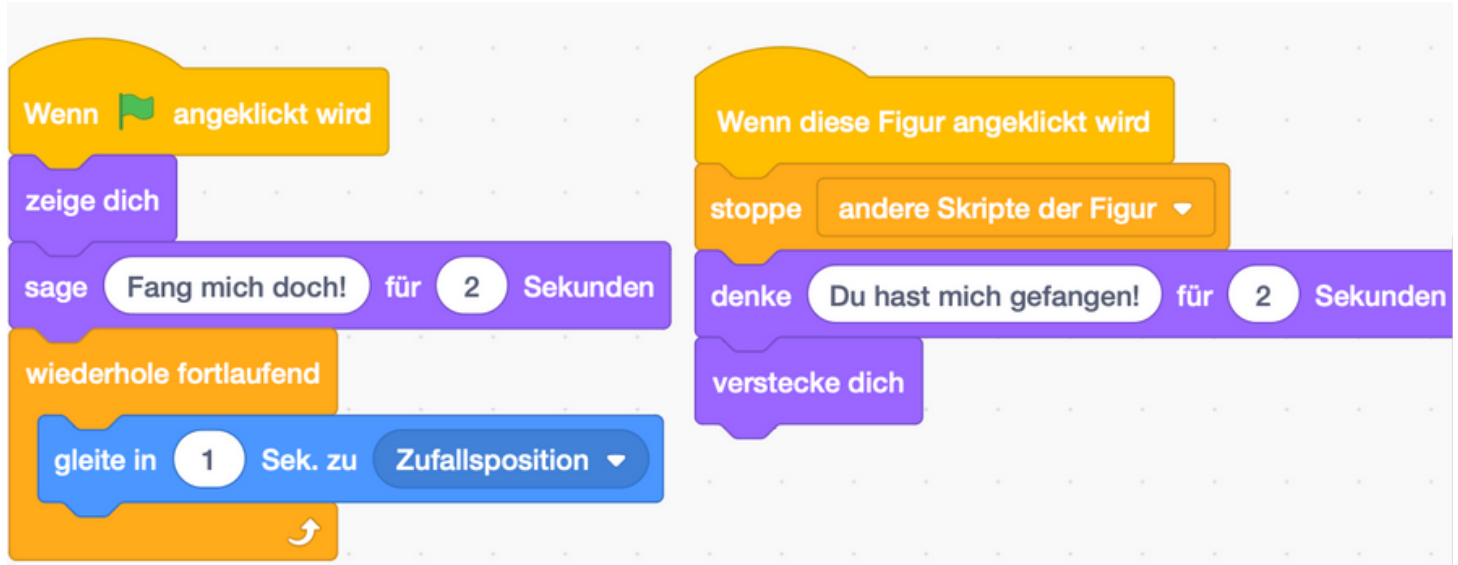 Wenn angeklickt wird
zeige dich
sage Fang mich doch! für 2 Sekunden
wiederhole fortlaufend
gleite in 1 Sek. zu Zufallsposition
Wenn diese Figur angeklickt wird
stoppe andere Skripte der Figur
denke Du hast mich gefangen! für 2 Sekunden
verstecke dich